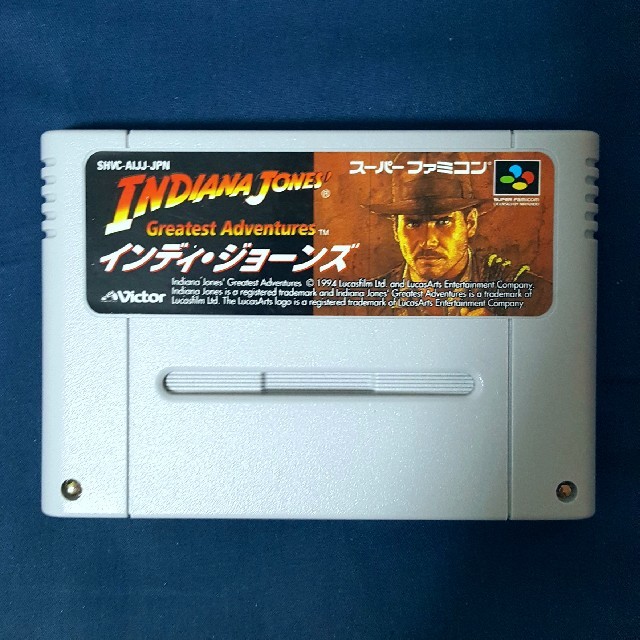 SHVC-AIJJ-JPN
スーパーファミコン
INDIANA JONES®
SUPER FAMICOM
Greatest Adventures™
インディ・ジョーンズ
Victor
Indiana Jones' Greatest Adventures © 1994 Lucasfilm Ltd. and LucasArts Entertainment Company.
Indiana Jones is a registered trademark and Indiana Jones' Greatest Adventures is a trademark of
Lucasfilm Ltd. The LucasArts logo is a registered trademark of LucasArts Entertainment Company